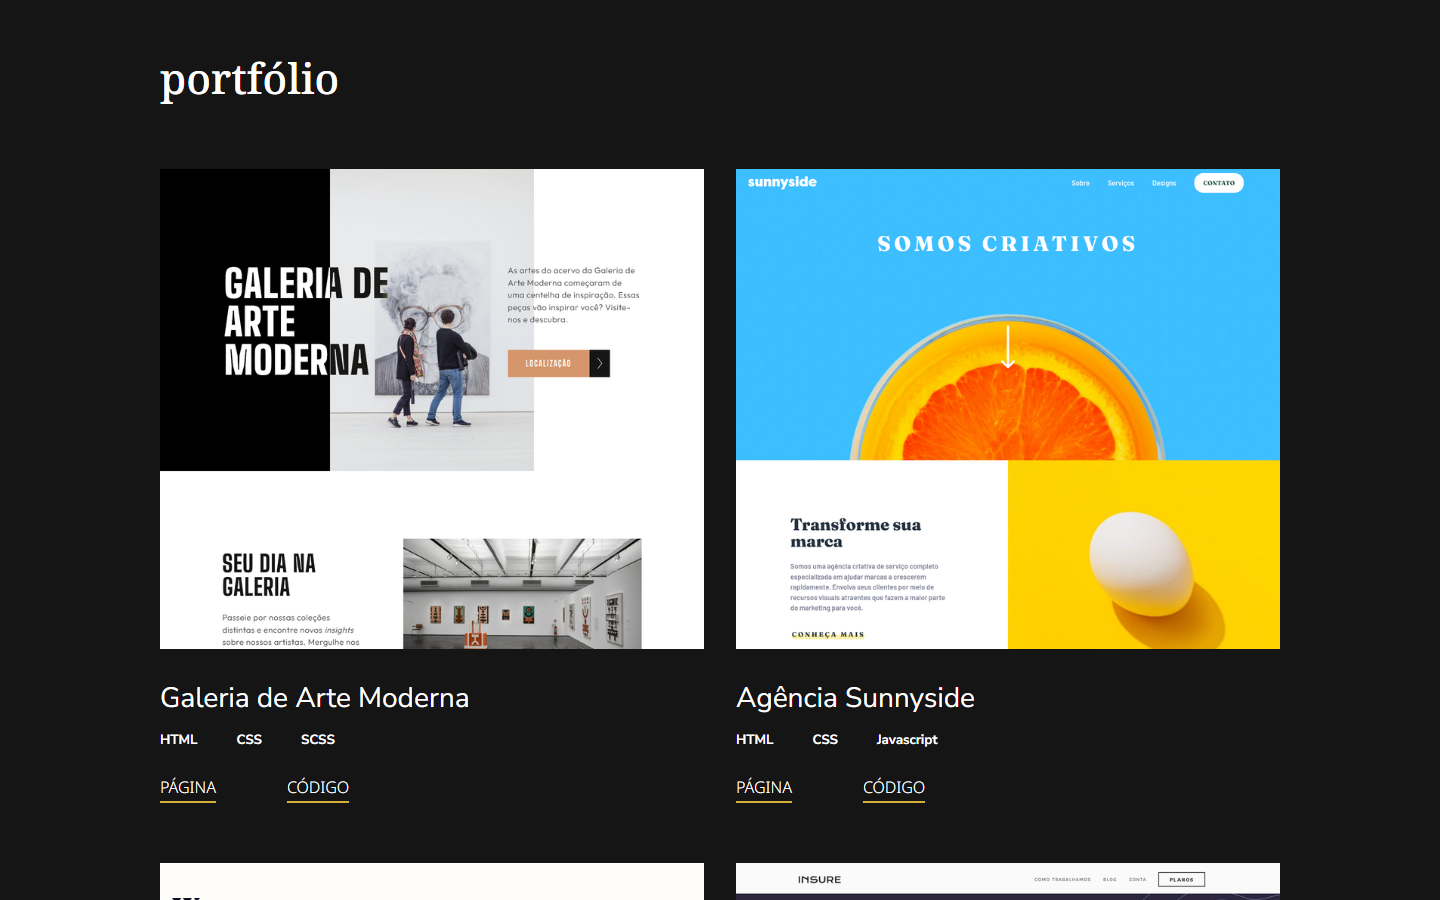 portfólio
GALERIA DE
ARTE
MODERNA
As artes do acervo da Galeria de
Arte Moderna começaram de
uma centelha de inspiração. Essas
peças vão inspirar você? Visite-
nos e descubra.
LOCALIZAÇÃO
SEU DIA NA
GALERIA
Passeie por nossas coleções
distintas e encontre novos insights
sobre nossos artistas. Mergulhe nos
sunnyside
Sobre Serviços Designs CONTATO
SOMOS CRIATIVOS
Transforme sua
marca
Somos uma agência criativa de serviço completo
especializada em ajudar marcas a crescerem
rapidamente. Envolva seus clientes por meio de
recursos visuais atraentes que fazem a maior parte
do marketing para você.
CONHEÇA MAIS
Galeria de Arte Moderna
HTML CSS SCSS
PÁGINA CÓDIGO
Agência Sunnyside
HTML CSS Javascript
PÁGINA CÓDIGO
INSURE
COMO TRABALHAMOS BLOG CONTA PLANOS